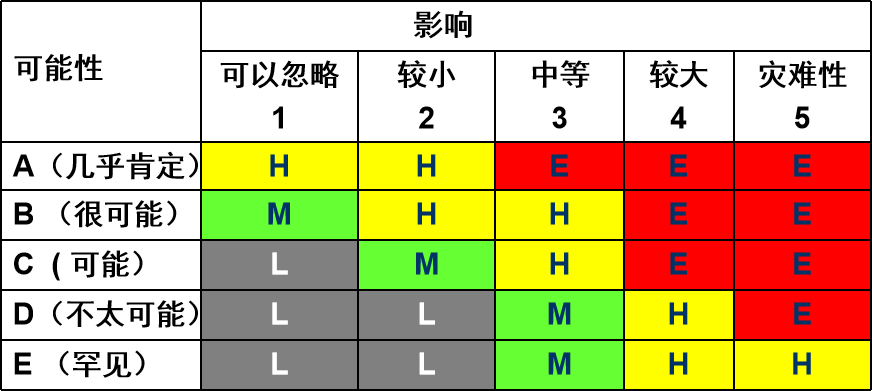 影响
可能性
可以忽略 较小 中等 较大 灾难性
1 2 3 4 5
A（几乎肯定） H H E E E
B （很可能） M H H E E
C （ 可能） L M H E E
D（不太可能） L L M H E
E （罕见） L L M H H